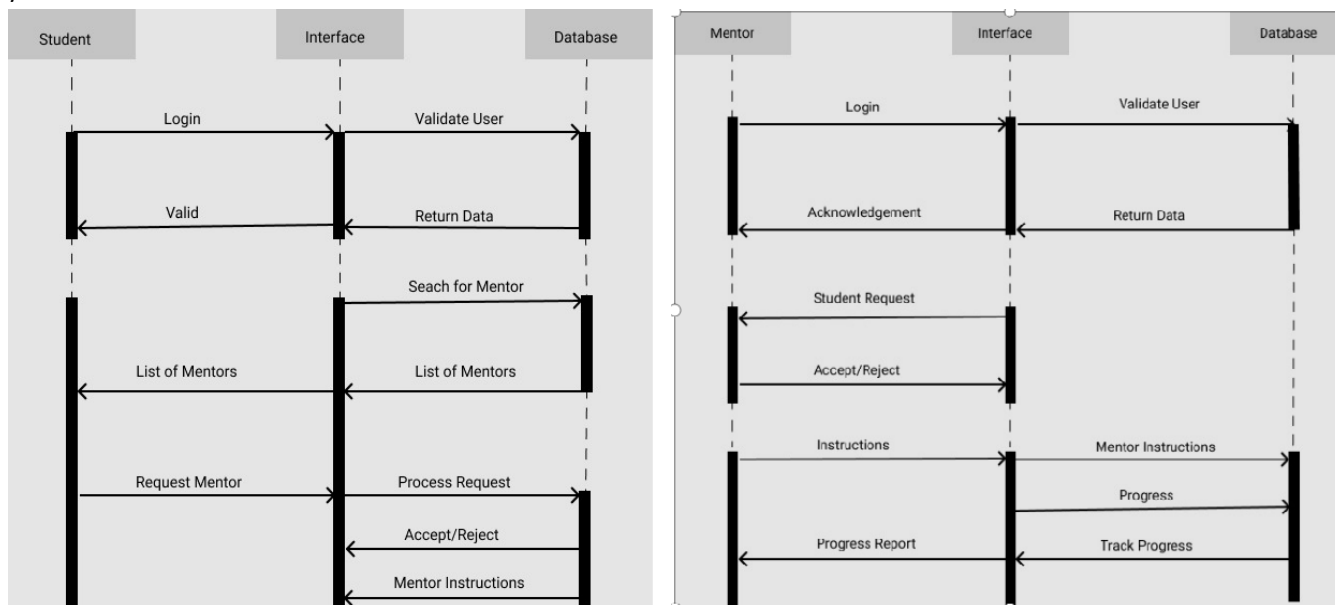 Student Interface Database
Login Validate User
Valid Return Data
Seach for Mentor
List of Mentors List of Mentors
Request Mentor Process Request
Accept/Reject
Mentor Instructions
Mentor Interface Database
Login Validate User
Acknowledgement Return Data
Student Request
Accept/Reject
Instructions Mentor Instructions
Progress
Progress Report Track Progress